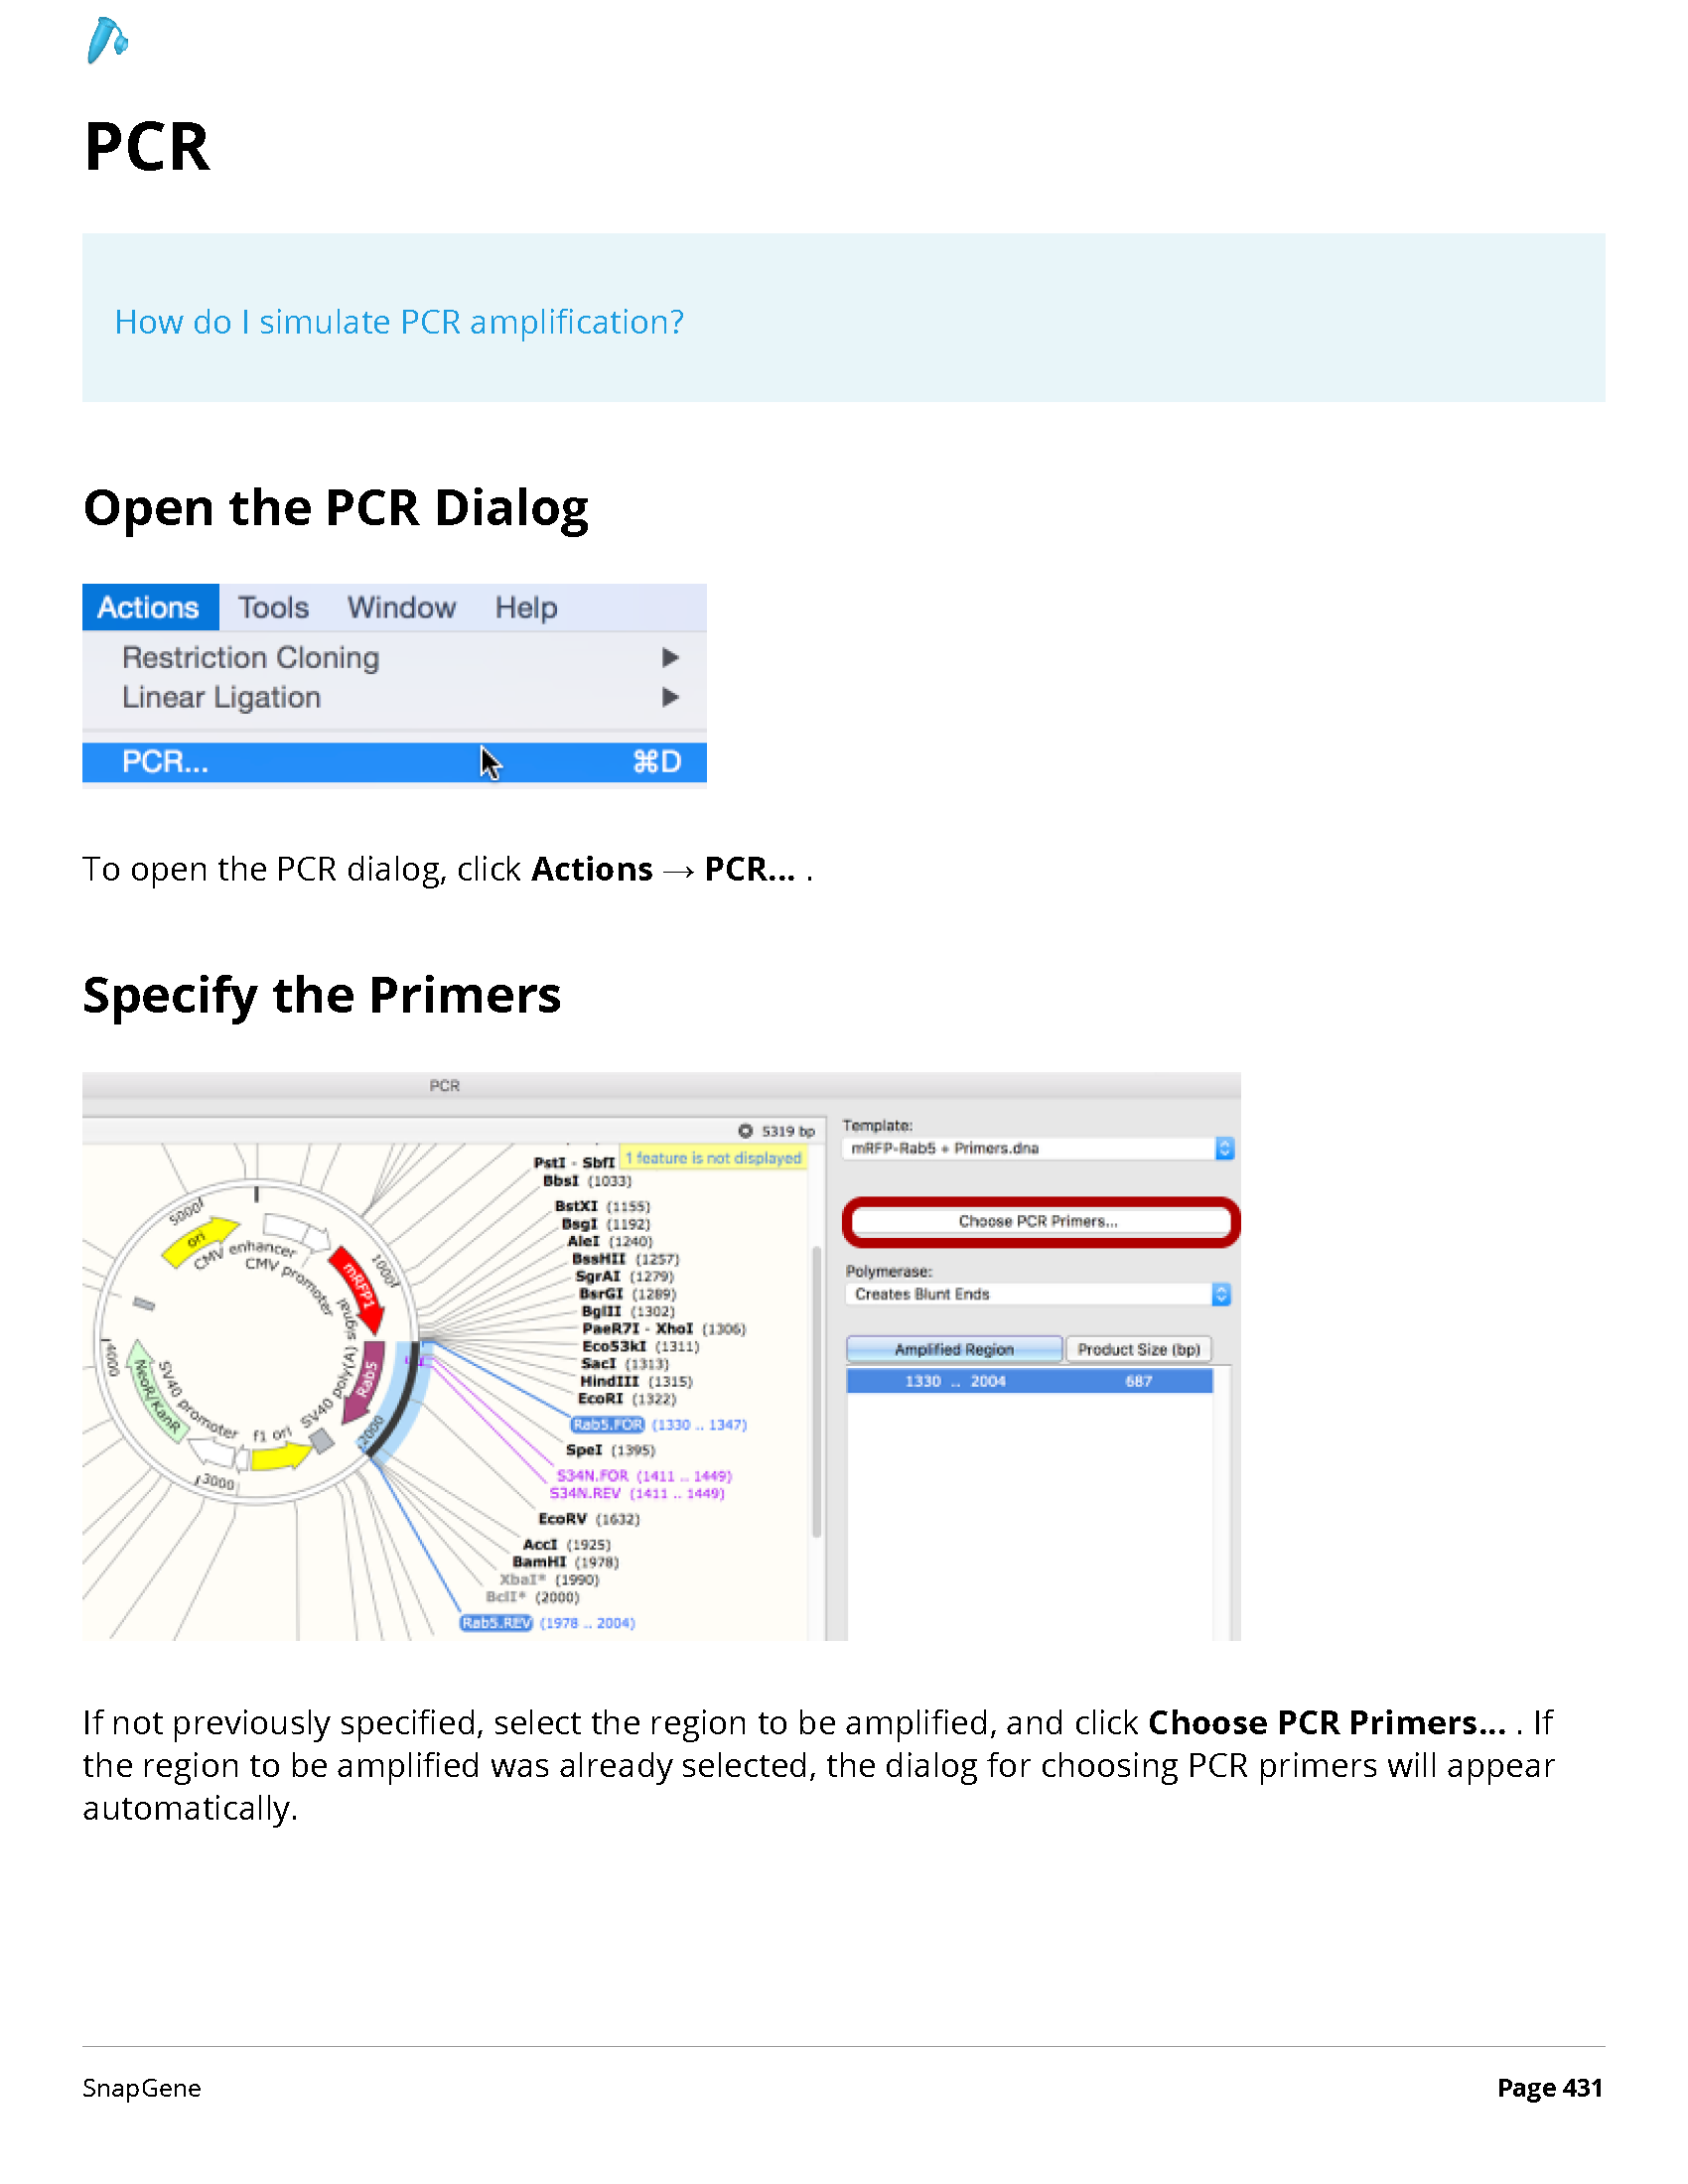 PCR
How do I simulate PCR amplification?
Open the PCR Dialog
Actions Tools Window Help
Restriction Cloning
Linear Ligation
PCR... ⌘D
To open the PCR dialog, click Actions → PCR... .
Specify the Primers
PCR
5319 bp
1 feature is not displayed
PstI - SbfI
BbsI (1033)
BstXI (1155)
BsgI (1192)
AleI (1240)
BssHII (1257)
SgrAI (1279)
BsrGI (1289)
BglII (1302)
PaeR7I - XhoI (1306)
Eco53kI (1311)
SacI (1313)
HindIII (1315)
EcoRI (1322)
Rab5.FOR (1330 .. 1347)
SpeI (1395)
S34N.FOR (1411 .. 1449)
S34N.REV (1411 .. 1449)
EcoRV (1632)
AccI (1925)
BamHI (1978)
XbaI* (1990)
BclI* (2000)
Rab5.REV (1978 .. 2004)
5000
ori
CMV enhancer
CMV promoter
mRFP1
1000
Rab5
2000
SV40 poly(A) signal
f1 ori
3000
SV40 promoter
NeoR/KanR
4000
Template:
mRFP-Rab5 + Primers.dna
Choose PCR Primers...
Polymerase:
Creates Blunt Ends
Amplified Region Product Size (bp)
1330 .. 2004 687
If not previously specified, select the region to be amplified, and click Choose PCR Primers... . If
the region to be amplified was already selected, the dialog for choosing PCR primers will appear
automatically.
SnapGene Page 431